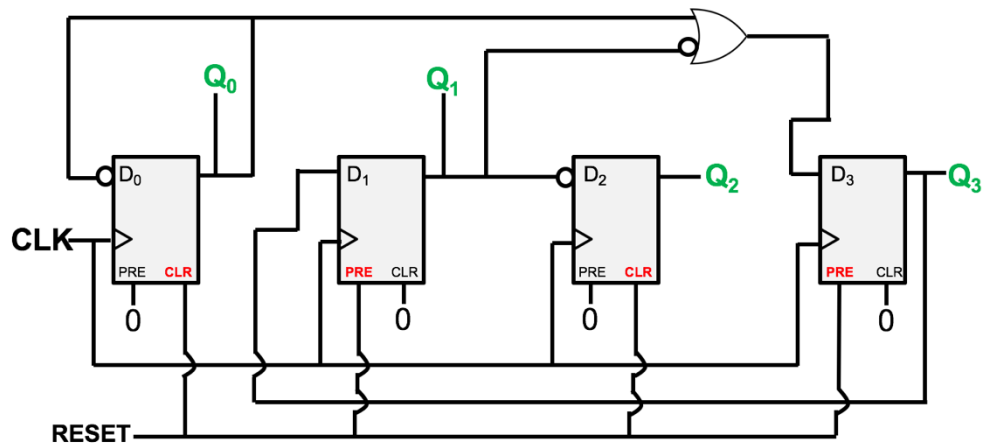 Q0
Q1
D0
D1
D2
Q2
D3
Q3
CLK
PRE CLR
PRE CLR
PRE CLR
PRE CLR
0
0
0
0
RESET